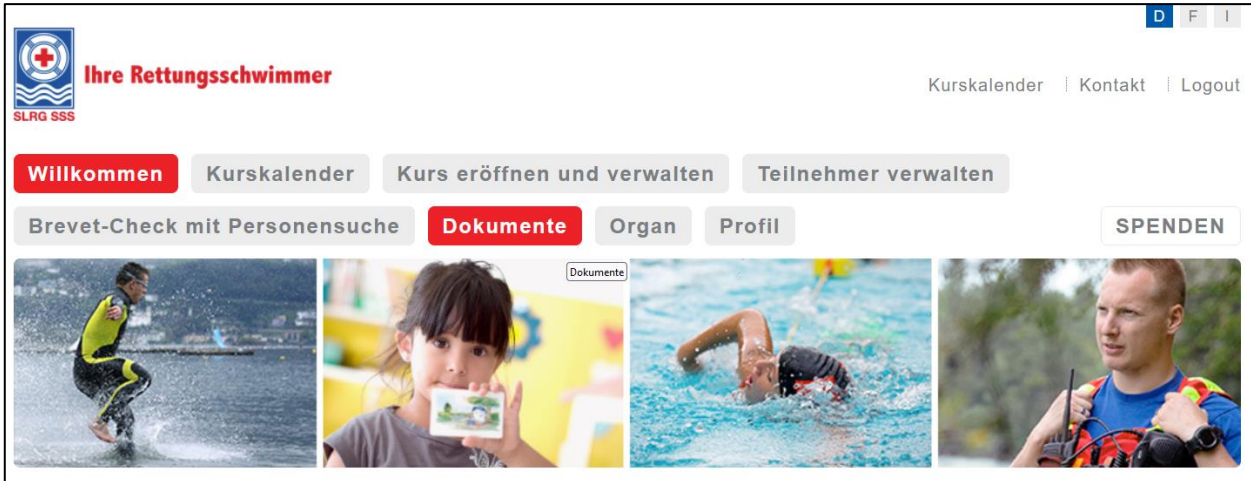 D F I
Ihre Rettungsschwimmer
SLRG SSS
Kurskalender Kontakt Logout
Willkommen Kurskalender Kurs eröffnen und verwalten Teilnehmer verwalten
Brevet-Check mit Personensuche Dokumente Organ Profil SPENDEN
Dokumente